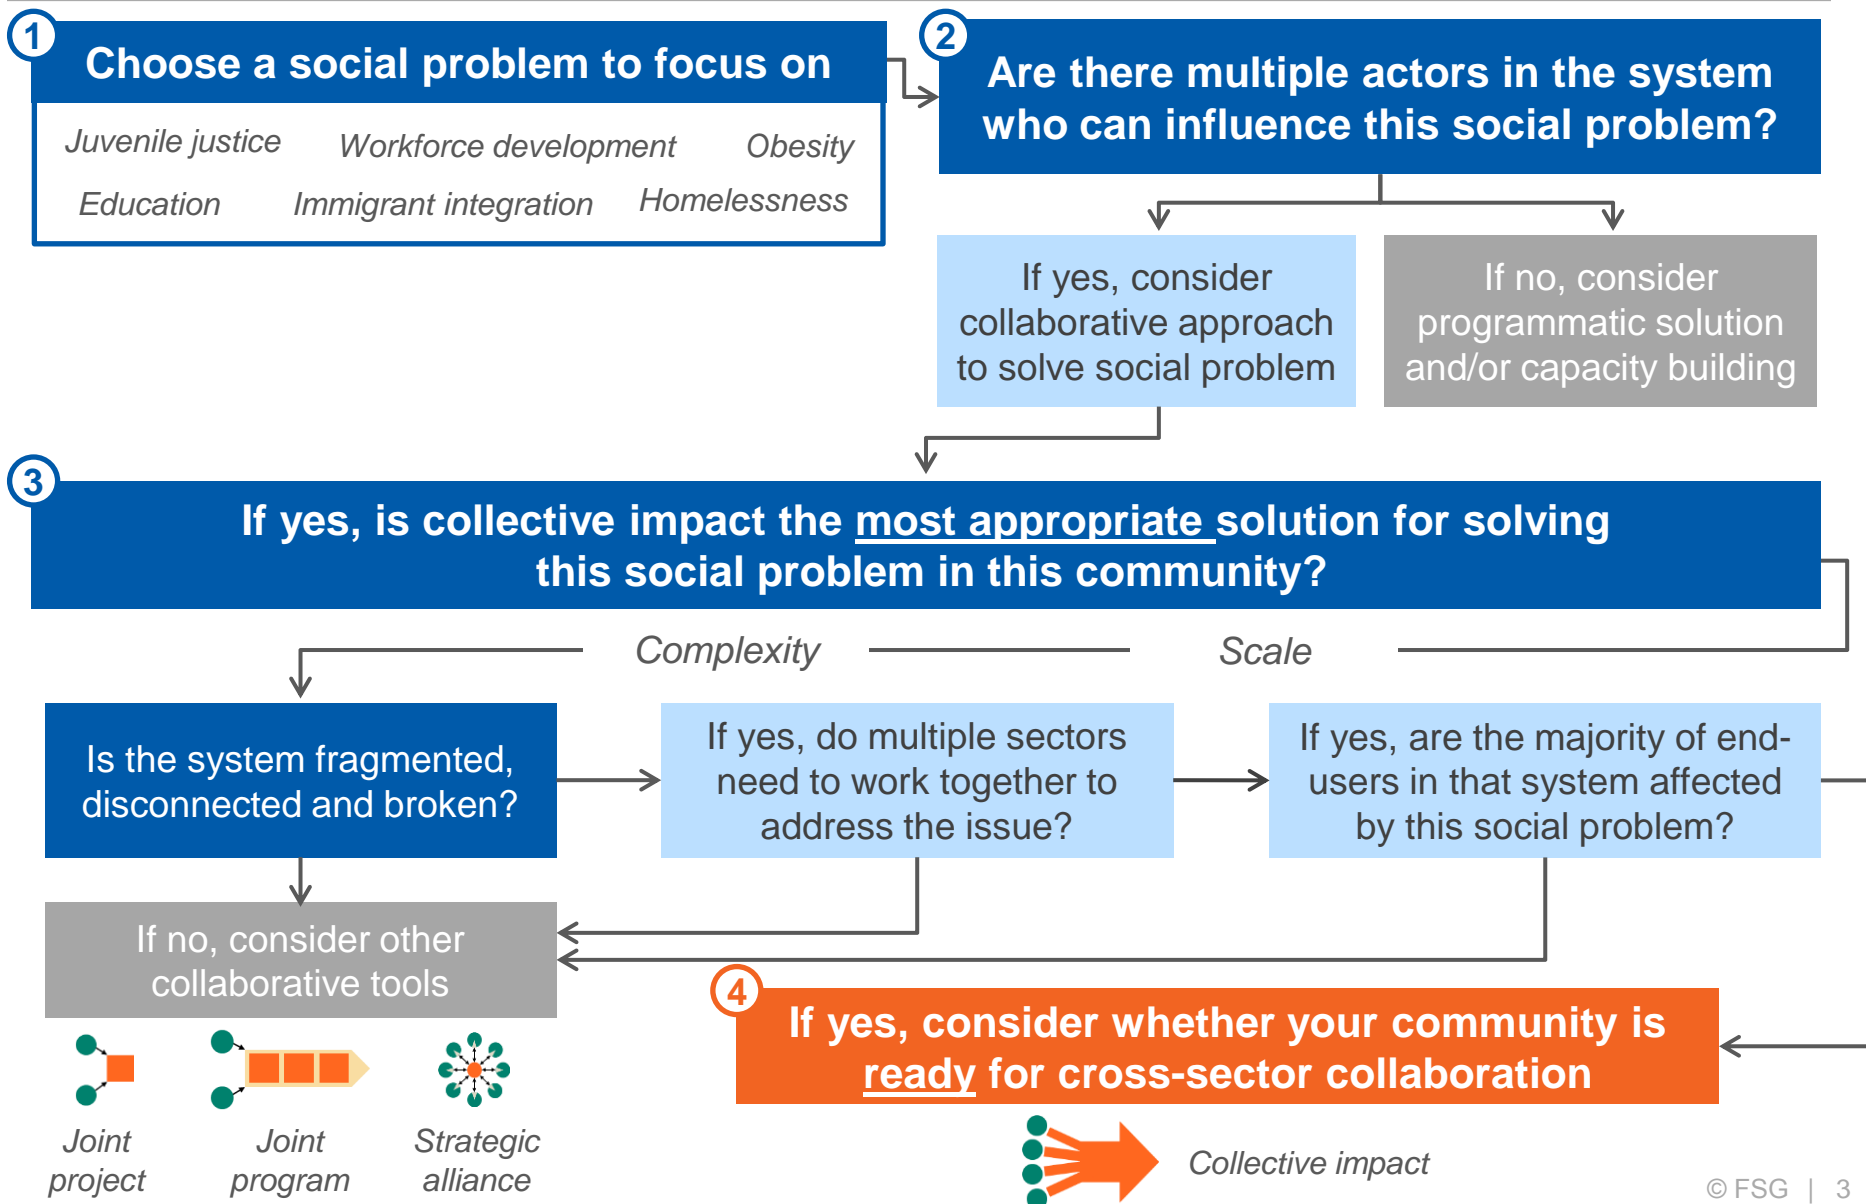 1
Choose a social problem to focus on
Juvenile justice
Workforce development
Obesity
Education
Immigrant integration
Homelessness
2
Are there multiple actors in the system
who can influence this social problem?
If yes, consider
collaborative approach
to solve social problem
If no, consider
programmatic solution
and/or capacity building
3
If yes, is collective impact the most appropriate solution for solving
this social problem in this community?
Complexity
Scale
Is the system fragmented,
disconnected and broken?
If yes, do multiple sectors
need to work together to
address the issue?
If yes, are the majority of end-
users in that system affected
by this social problem?
If no, consider other
collaborative tools
Joint
project
Joint
program
Strategic
alliance
4
If yes, consider whether your community is
ready for cross-sector collaboration
Collective impact
© FSG | 3